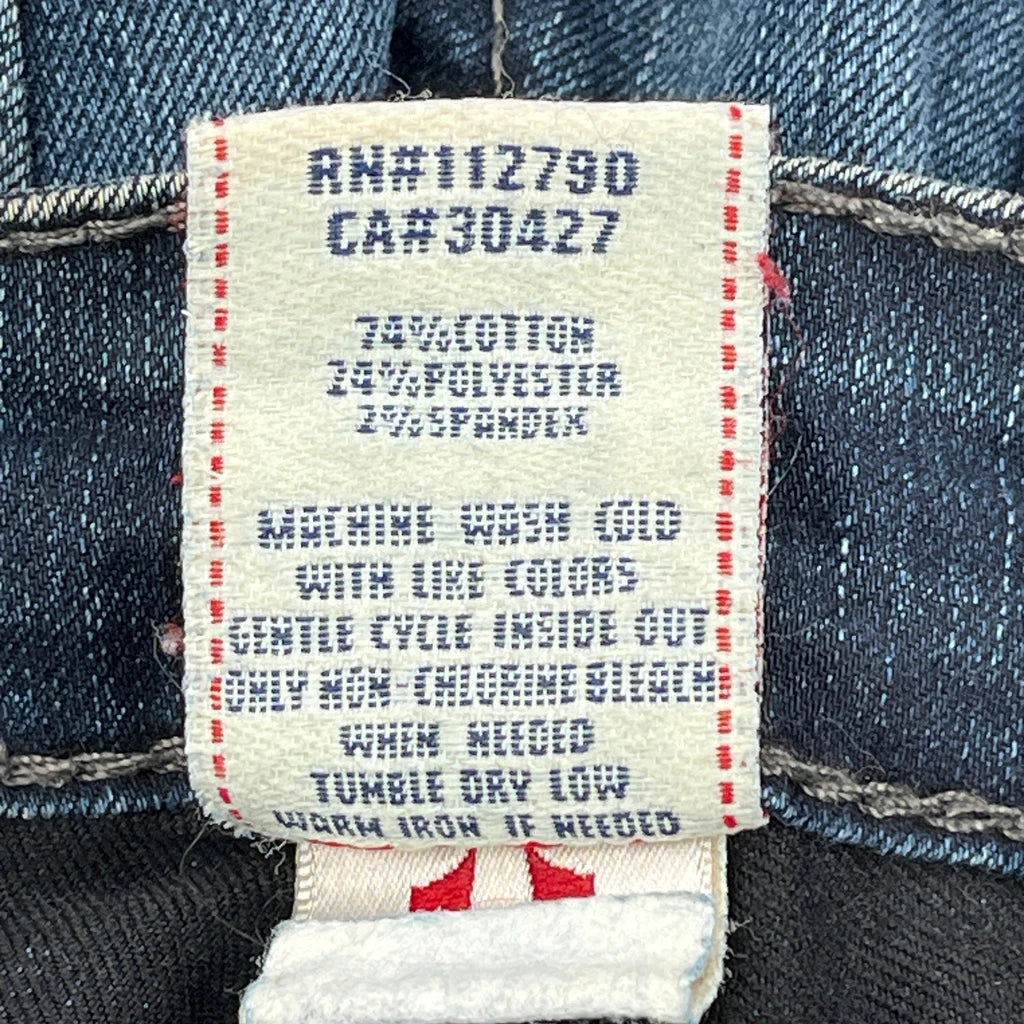 RN#112790
CA#30427
74%COTTON
24%POLYESTER
2%SPANDEX
MACHINE WASH COLD
WITH LIKE COLORS
GENTLE CYCLE INSIDE OUT
ONLY NON-CHLORINE BLEACH
WHEN NEEDED
TUMBLE DRY LOW
WARM IRON IF NEEDED